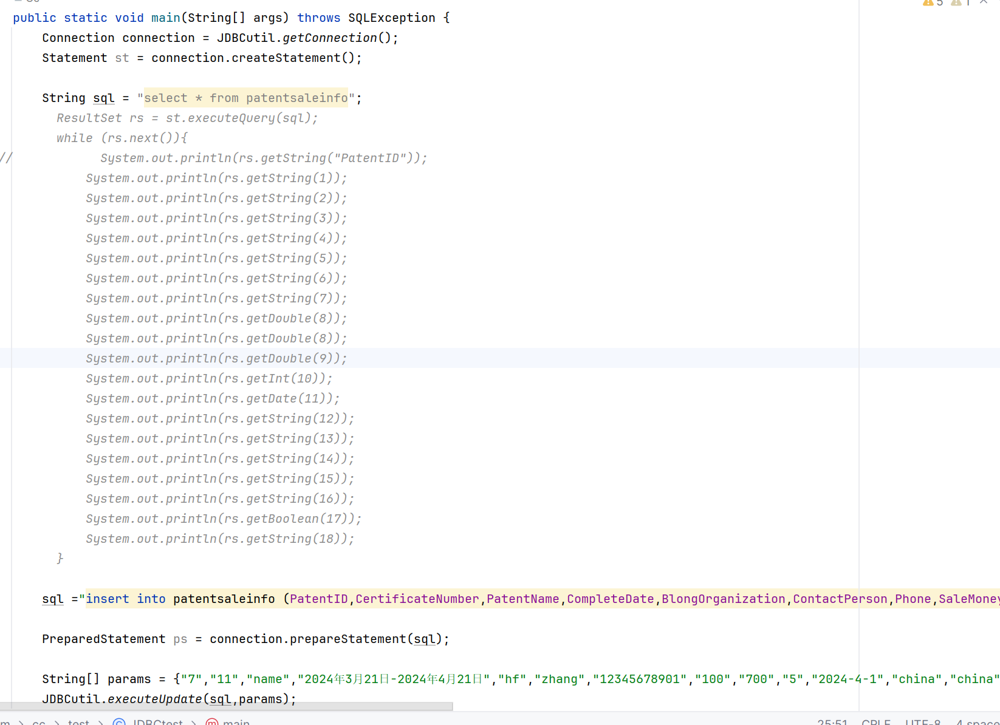 5 1
public static void main(String[] args) throws SQLException {
Connection connection = JDBCutil.getConnection();
Statement st = connection.createStatement();
String sql = "select * from patentsaleinfo";
ResultSet rs = st.executeQuery(sql);
while (rs.next()){
// System.out.println(rs.getString("PatentID"));
System.out.println(rs.getString(1));
System.out.println(rs.getString(2));
System.out.println(rs.getString(3));
System.out.println(rs.getString(4));
System.out.println(rs.getString(5));
System.out.println(rs.getString(6));
System.out.println(rs.getString(7));
System.out.println(rs.getDouble(8));
System.out.println(rs.getDouble(8));
System.out.println(rs.getDouble(9));
System.out.println(rs.getInt(10));
System.out.println(rs.getDate(11));
System.out.println(rs.getString(12));
System.out.println(rs.getString(13));
System.out.println(rs.getString(14));
System.out.println(rs.getString(15));
System.out.println(rs.getString(16));
System.out.println(rs.getBoolean(17));
System.out.println(rs.getString(18));
}
sql ="insert into patentsaleinfo (PatentID,CertificateNumber,PatentName,CompleteDate,BlongOrganization,ContactPerson,Phone,SaleMoney
PreparedStatement ps = connection.prepareStatement(sql);
String[] params = {"7","11","name","2024年3月21日-2024年4月21日","hf","zhang","12345678901","100","700","5","2024-4-1","china","china"
JDBCutil.executeUpdate(sql,params);
m > cc > test > JDBCtest > main 25:51 CRLF UTF-8 4 space